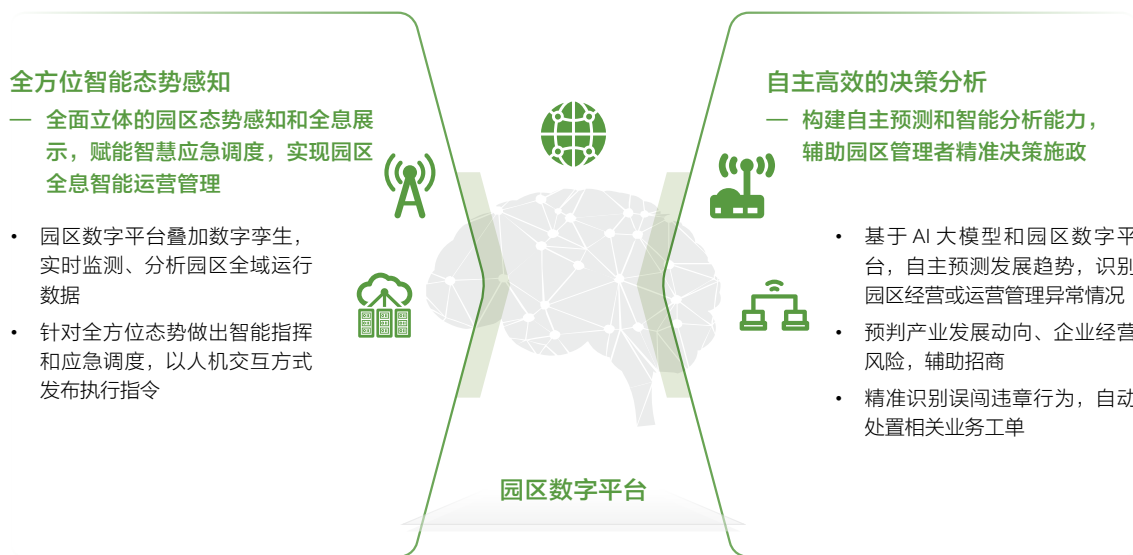 全方位智能态势感知
— 全面立体的园区态势感知和全息展
示，赋能智慧应急调度，实现园区
全息智能运营管理
• 园区数字平台叠加数字孪生，
实时监测、分析园区全域运行
数据
• 针对全方位态势做出智能指挥
和应急调度，以人机交互方式
发布执行指令
自主高效的决策分析
— 构建自主预测和智能分析能力，
辅助园区管理者精准决策施政
• 基于 AI 大模型和园区数字平
台，自主预测发展趋势，识别
园区经营或运营管理异常情况
• 预判产业发展动向、企业经营
风险，辅助招商
• 精准识别误闯违章行为，自动
处置相关业务工单
园区数字平台